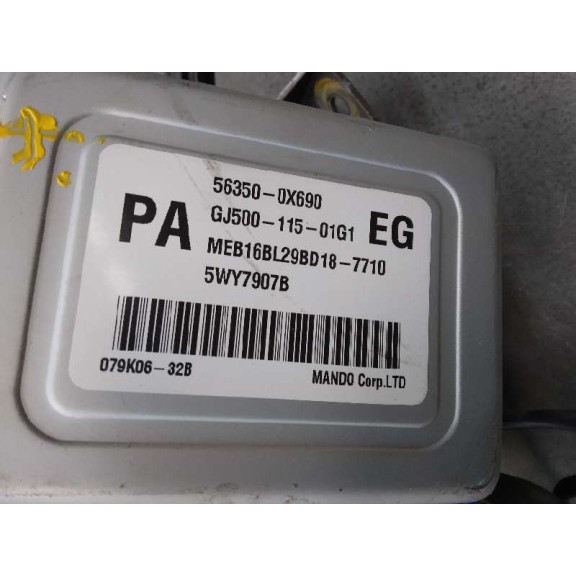 56350-0X690
PA GJ500-115-01G1 EG
MEB16BL29BD18-7710
5WY7907B
079K06-32B MANDO Corp.LTD